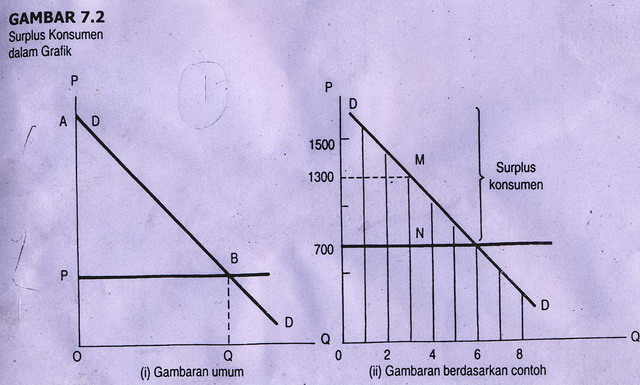 GAMBAR 7.2
Surplus Konsumen
dalam Grafik
P
A
D
B
P
D
O
Q
Q
(i) Gambaran umum
P
D
1500
M
1300
Surplus
konsumen
N
700
D
0
2
4
6
8
Q
(ii) Gambaran berdasarkan contoh